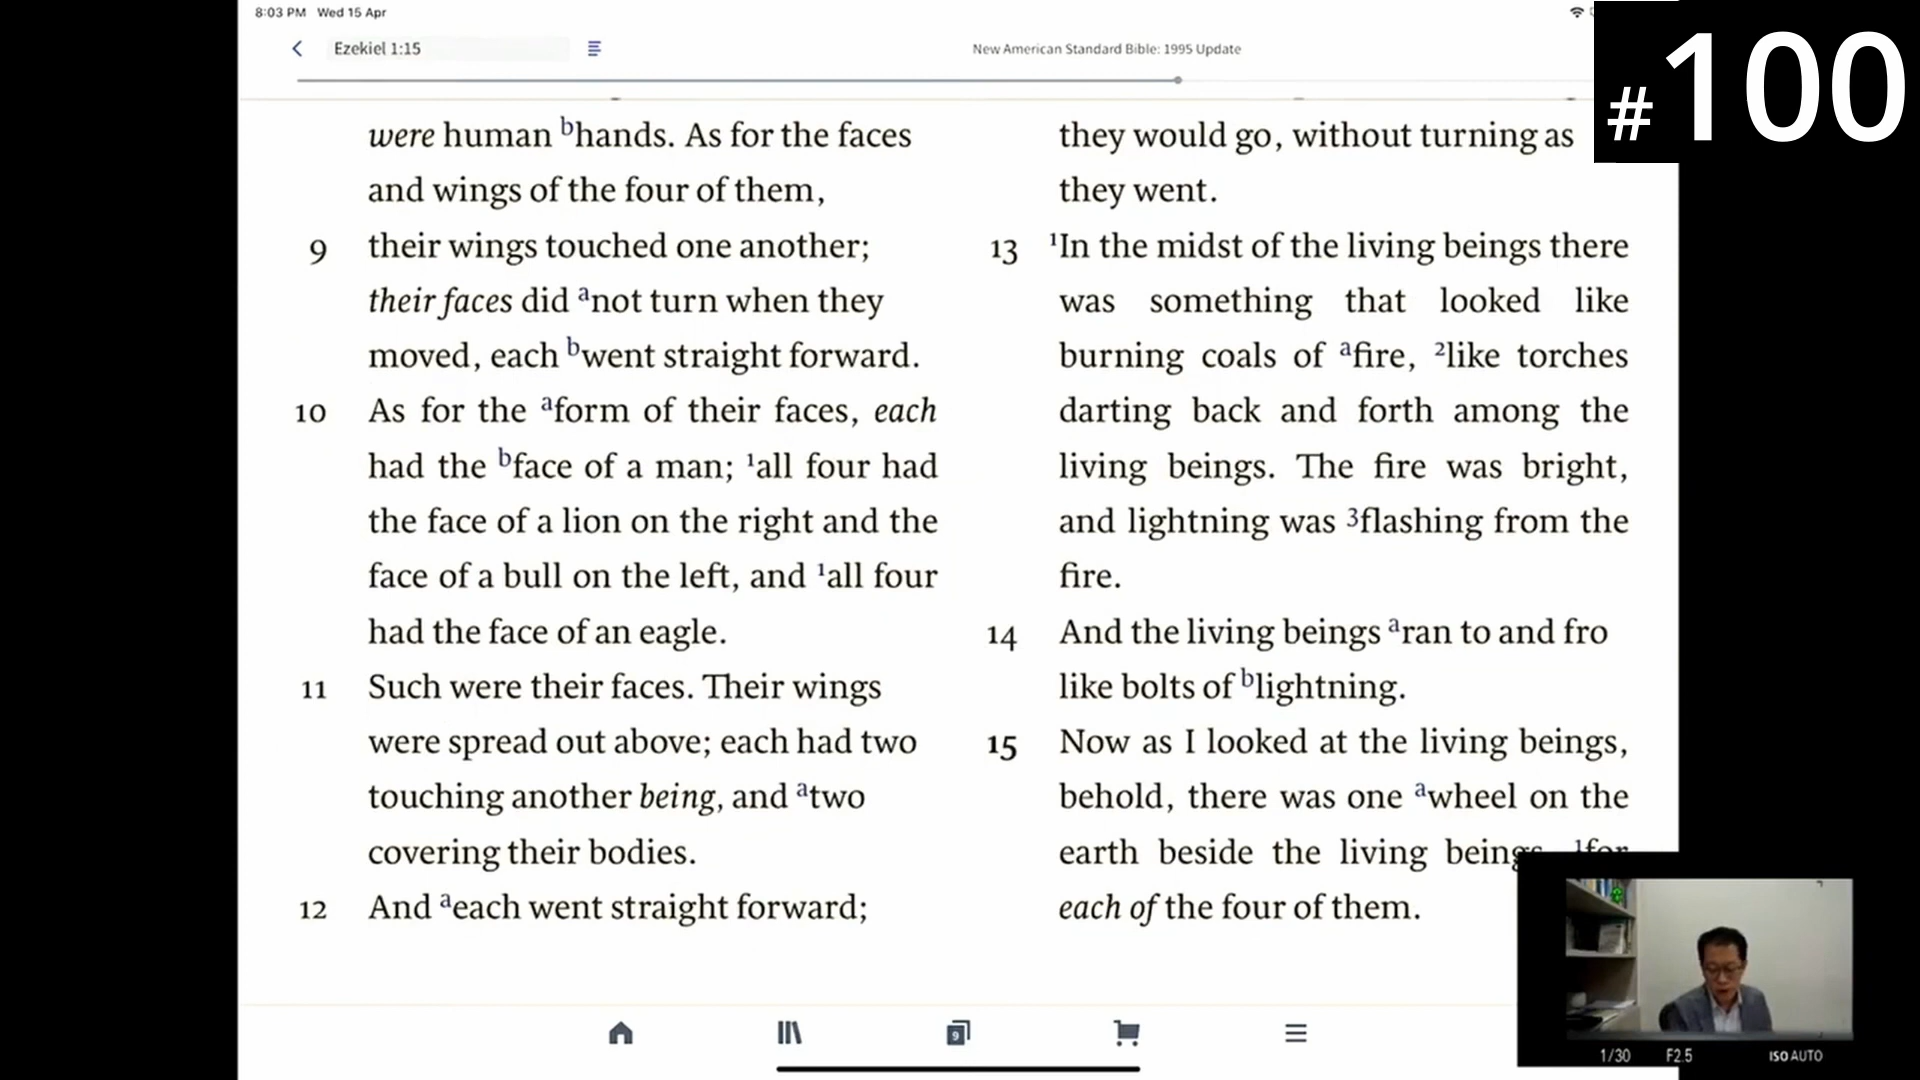 8:03 PM Wed 15 Apr
Ezekiel 1:15
New American Standard Bible: 1995 Update
#100
were human bhands. As for the faces
and wings of the four of them,
9 their wings touched one another;
their faces did anot turn when they
moved, each bwent straight forward.
10 As for the aform of their faces, each
had the bface of a man; 1all four had
the face of a lion on the right and the
face of a bull on the left, and 1all four
had the face of an eagle.
11 Such were their faces. Their wings
were spread out above; each had two
touching another being, and atwo
covering their bodies.
12 And aeach went straight forward;
they would go, without turning as
they went.
13 1In the midst of the living beings there
was something that looked like
burning coals of afire, 2like torches
darting back and forth among the
living beings. The fire was bright,
and lightning was 3flashing from the
fire.
14 And the living beings aran to and fro
like bolts of blightning.
15 Now as I looked at the living beings,
behold, there was one awheel on the
earth beside the living beings, 1for
each of the four of them.
9
1/30 F2.5 ISO AUTO